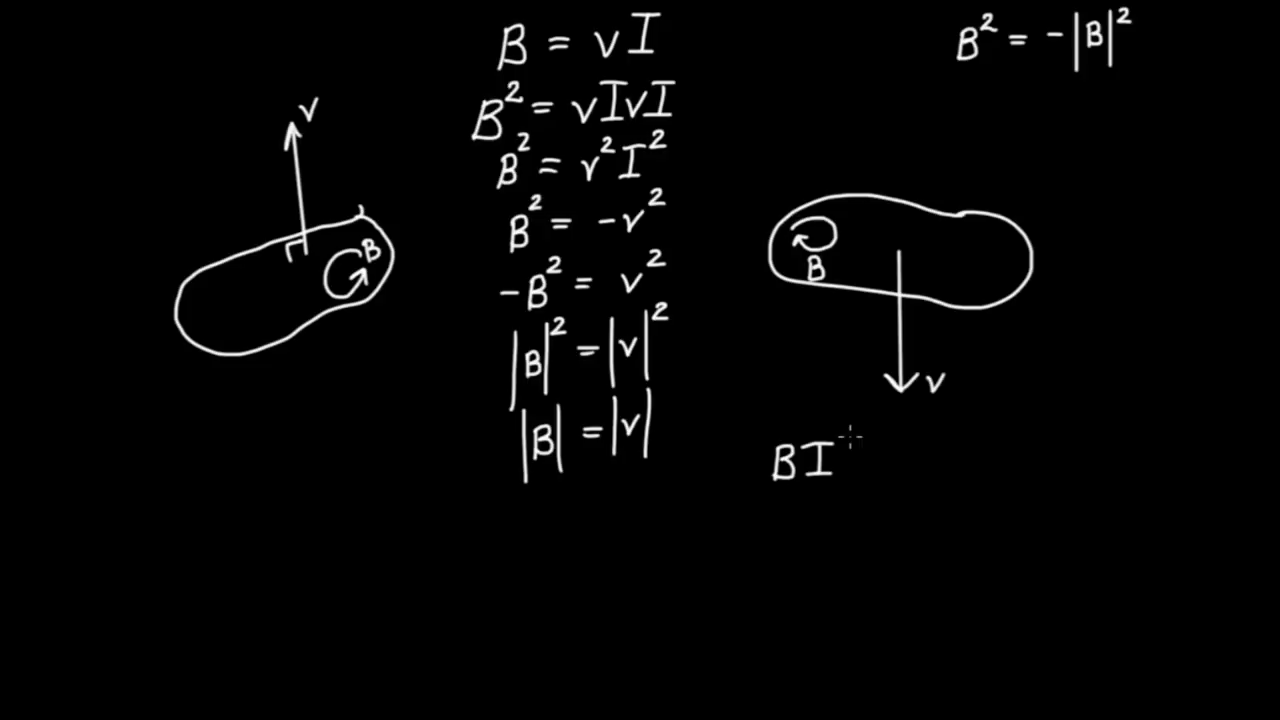 B = vI
B² = vIvI
B² = v²I²
B² = -v²
-B² = v²
|B|² = |v|²
|B| = |v|
B² = -|B|²
v
B
B
v
BI